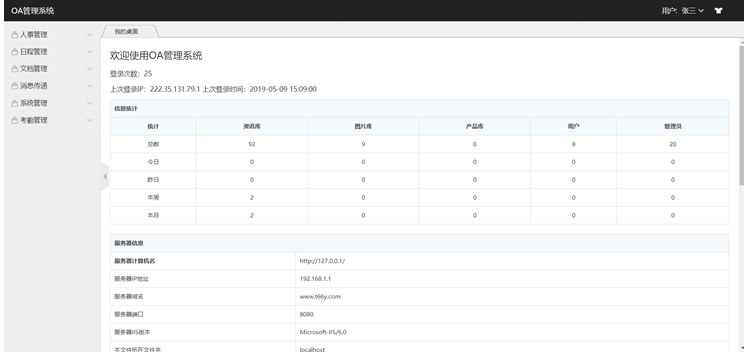 OA管理系统
用户：张三
人事管理
日程管理
文档管理
消息传递
系统管理
考勤管理
我的桌面
欢迎使用OA管理系统
登录次数：25
上次登录IP：222.35.131.79.1 上次登录时间：2019-05-09 15:09:00
信息统计
统计 资讯库 图片库 产品库 用户 管理员
总数 92 9 0 8 20
今日 0 0 0 0 0
昨日 0 0 0 0 0
本周 2 0 0 0 0
本月 2 0 0 0 0
服务器信息
服务器计算机名 http://127.0.0.1/
服务器IP地址 192.168.1.1
服务器域名 www.t66y.com
服务器端口 8080
服务器IIS版本 Microsoft-IIS/6.0
本文件所在文件夹 localhost